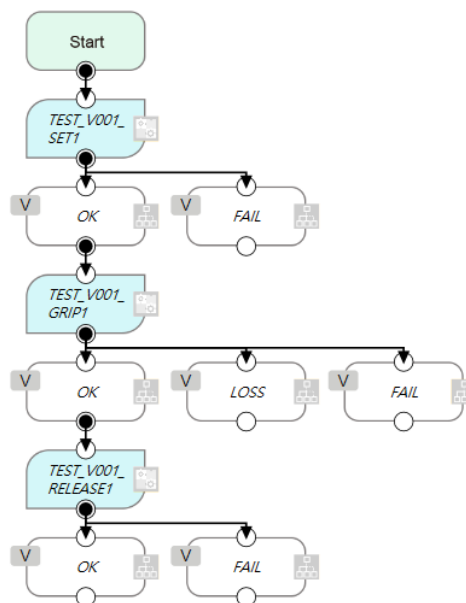 Start
TEST_V001_
SET1
V OK V FAIL
TEST_V001_
GRIP1
V OK V LOSS V FAIL
TEST_V001_
RELEASE1
V OK V FAIL